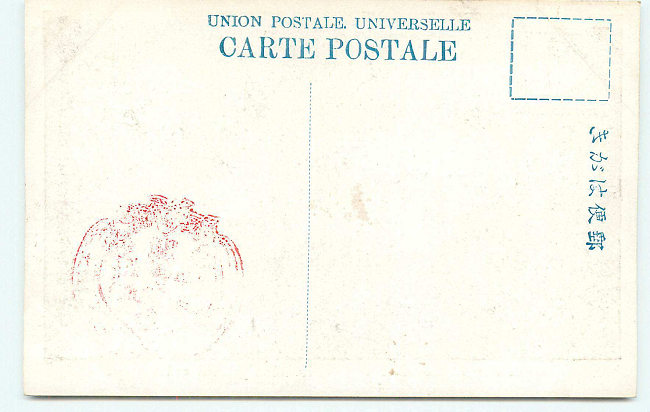 UNION POSTALE. UNIVERSELLE
CARTE POSTALE
郵便はがき